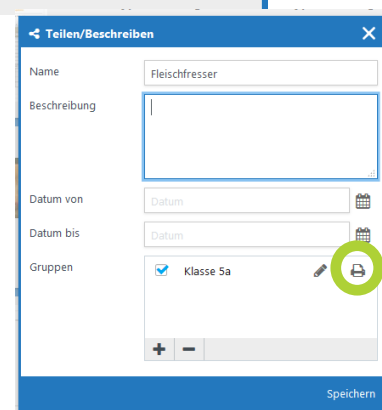 Teilen/Beschreiben
Name
Fleischfresser
Beschreibung
Datum von
Datum
Datum bis
Datum
Gruppen
Klasse 5a
Speichern